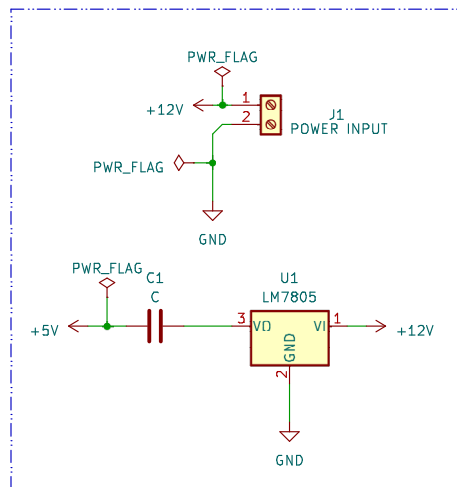 PWR_FLAG
+12V
1
2
J1
POWER INPUT
PWR_FLAG
GND
PWR_FLAG
C1
C
U1
LM7805
+5V
3
VO
VI
1
+12V
GND
2
GND